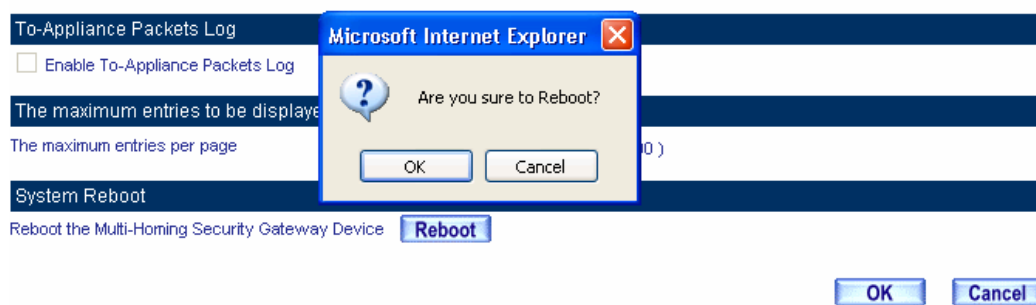 To-Appliance Packets Log
Enable To-Appliance Packets Log
Microsoft Internet Explorer
Are you sure to Reboot?
OK Cancel
The maximum entries to be
The maximum entries per page 0 )
System Reboot
Reboot the Multi-Homing Security Gateway Device Reboot
OK Cancel